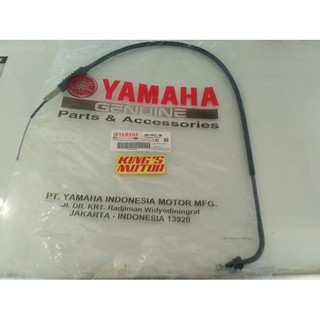 YAMAHA
GENUINE
Parts & Accessories
KING'S
MOTOR
PT. YAMAHA INDONESIA MOTOR MFG.
Jl. DR. KRT. Radjiman Widyodiningrat
JAKARTA - INDONESIA 13920